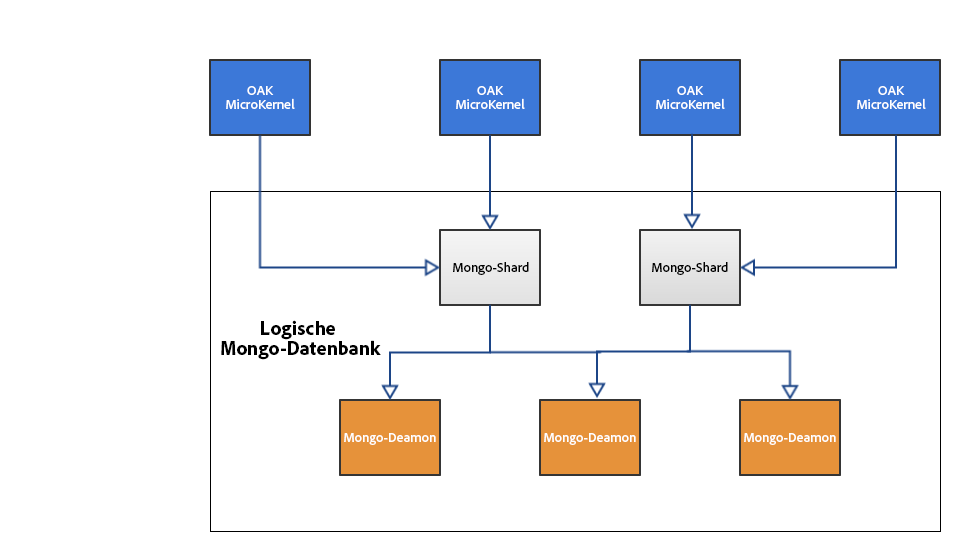 OAK
MicroKernel
OAK
MicroKernel
OAK
MicroKernel
OAK
MicroKernel
Mongo-Shard
Mongo-Shard
Logische
Mongo-Datenbank
Mongo-Deamon
Mongo-Deamon
Mongo-Deamon